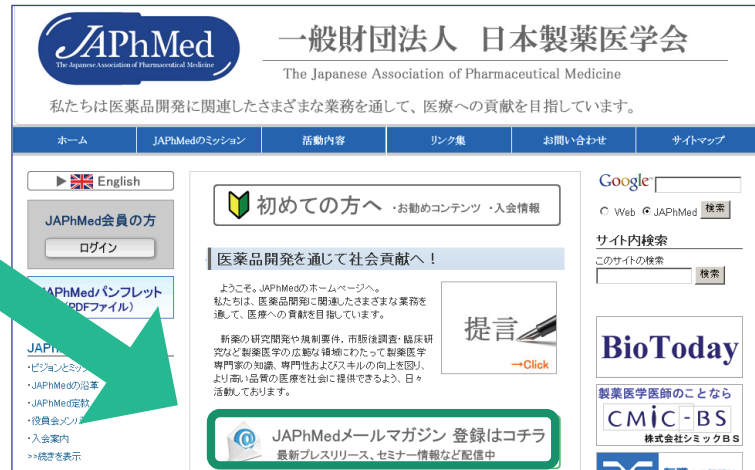 JAPhMed
The Japanese Association of Pharmaceutical Medicine
一般財団法人 日本製薬医学会
The Japanese Association of Pharmaceutical Medicine
私たちは医薬品開発に関連したさまざまな業務を通して、医療への貢献を目指しています。
ホーム
JAPhMedのミッション
活動内容
リンク集
お問い合わせ
サイトマップ
English
JAPhMed会員の方
ログイン
JAPhMedパンフレット
(PDFファイル)
JAPh
・ビジョンとミッ
・JAPhMedの沿革
・JAPhMed定款
・役員会メンバ
・入会案内
>>続きを表示
初めての方へ ・お勧めコンテンツ ・入会情報
医薬品開発を通じて社会貢献へ！
ようこそ。JAPhMedのホームページへ。
私たちは、医薬品開発に関連したさまざまな業務を
通して、医療への貢献を目指しています。
新薬の研究開発や規制要件、市販後調査・臨床研
究など製薬医学の広範な領域にわたって製薬医学
専門家の知識、専門性およびスキルの向上を図り、
より高い品質の医療を社会に提供できるよう、日々
活動しております。
提言
→Click
JAPhMedメールマガジン 登録はコチラ
最新プレスリリース、セミナー情報など配信中
Google
Web JAPhMed 検索
サイト内検索
このサイトの検索
検索
BioToday
製薬医学医師のことなら
CMIC-BS
株式会社シミックBS